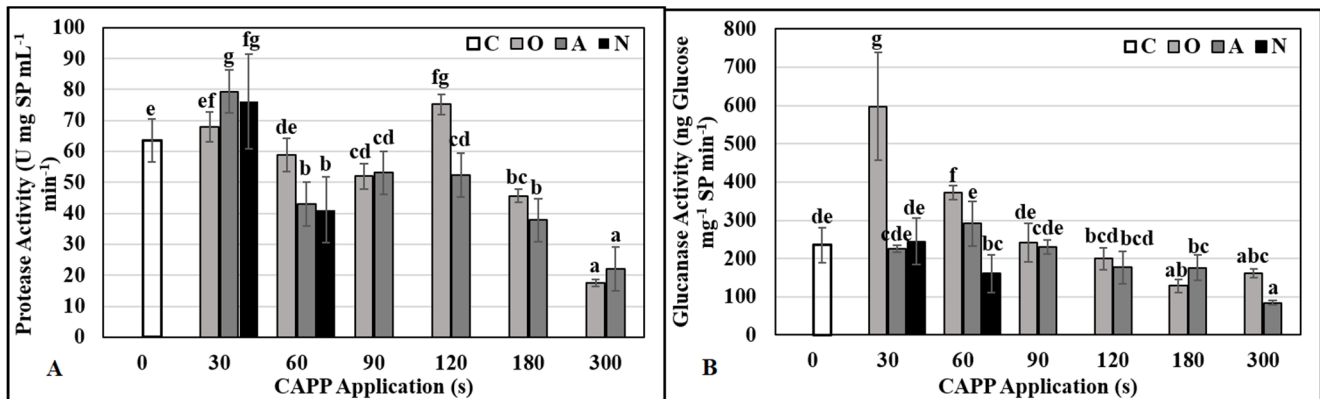 Protease Activity (U mg SP mL-1
min-1)
100
90
80
70
60
50
40
30
20
10
0
C O A N
e
ef g fg
de b b
cd cd
fg cd
bc b
a a
0 30 60 90 120 180 300
A
CAPP Application (s)
Glucanase Activity (ng Glucose
mg-1 SP min-1)
800
700
600
500
400
300
200
100
0
C O A N
de
g cde de
f e bc
de cde
bcd bcd
ab bc
abc a
0 30 60 90 120 180 300
B
CAPP Application (s)